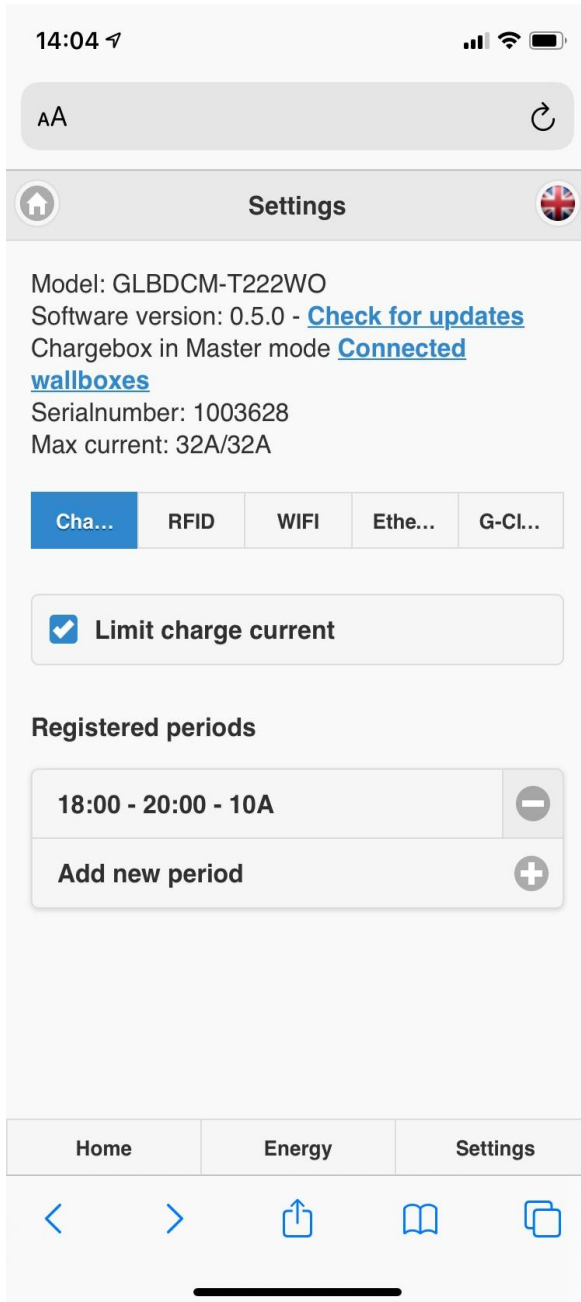 14:04
AA
Settings
Model: GLBDCM-T222WO
Software version: 0.5.0 - Check for updates
Chargebox in Master mode Connected
wallboxes
Serialnumber: 1003628
Max current: 32A/32A
Cha... RFID WIFI Ethe... G-Cl...
Limit charge current
Registered periods
18:00 - 20:00 - 10A
Add new period
Home Energy Settings